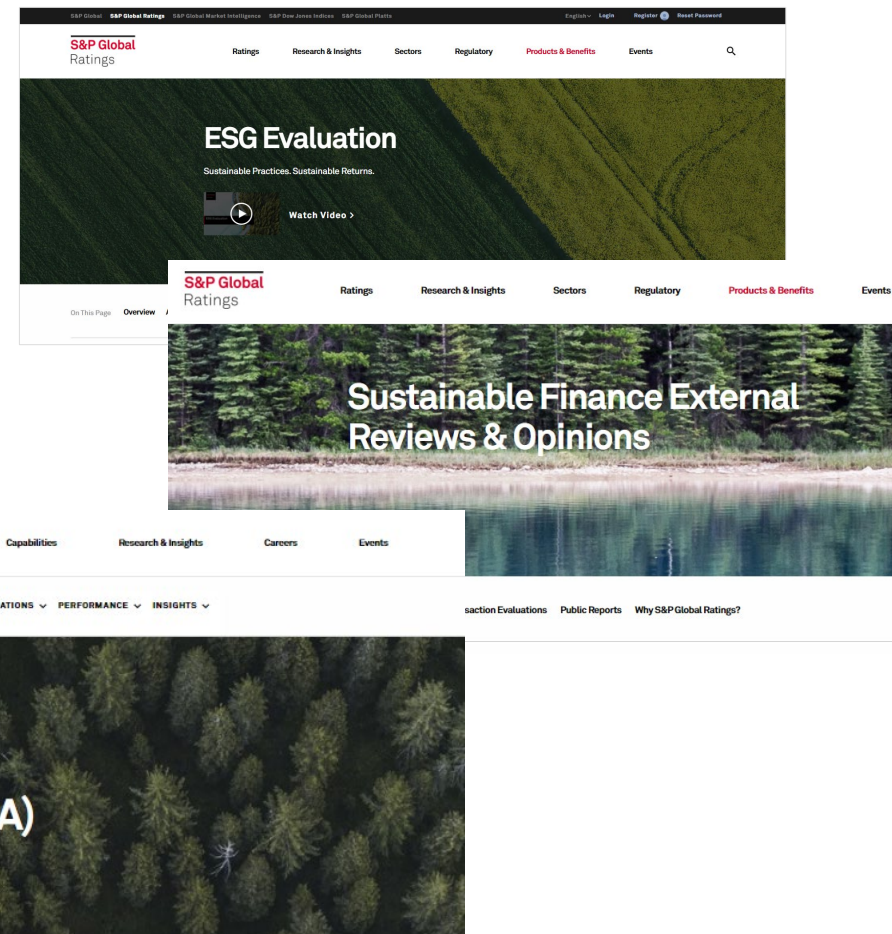 S&P Global S&P Global Ratings S&P Global Market Intelligence S&P Dow Jones Indices S&P Global Platts English Login Register Reset Password
S&P Global
Ratings
Ratings Research & Insights Sectors Regulatory Products & Benefits Events
ESG Evaluation
Sustainable Practices. Sustainable Returns.
Watch Video >
On This Page Overview
S&P Global
Ratings
Ratings Research & Insights Sectors Regulatory Products & Benefits Events
Sustainable Finance External
Reviews & Opinions
Capabilities Research & Insights Careers Events
ATIONS PERFORMANCE INSIGHTS
saction Evaluations Public Reports Why S&P Global Ratings?
A)